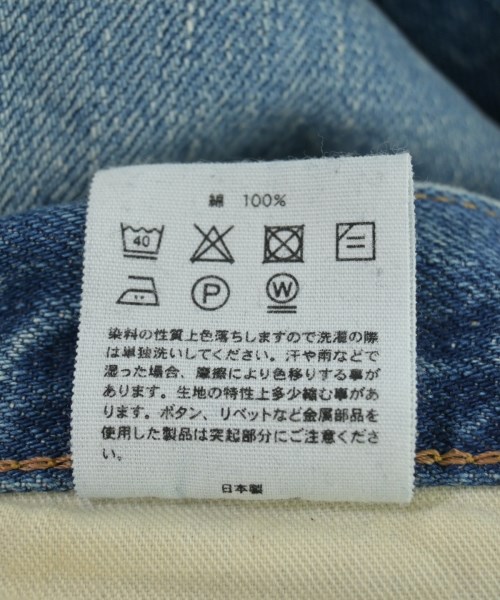 綿 100%
40
P W
染料の性質上色落ちしますので洗濯の際
は単独洗いしてください。汗や雨などで
湿った場合、摩擦により色移りする事が
あります。生地の特性上多少縮む事があ
ります。ボタン、リベットなど金属部品を
使用した製品は突起部分にご注意くださ
い。
日本製